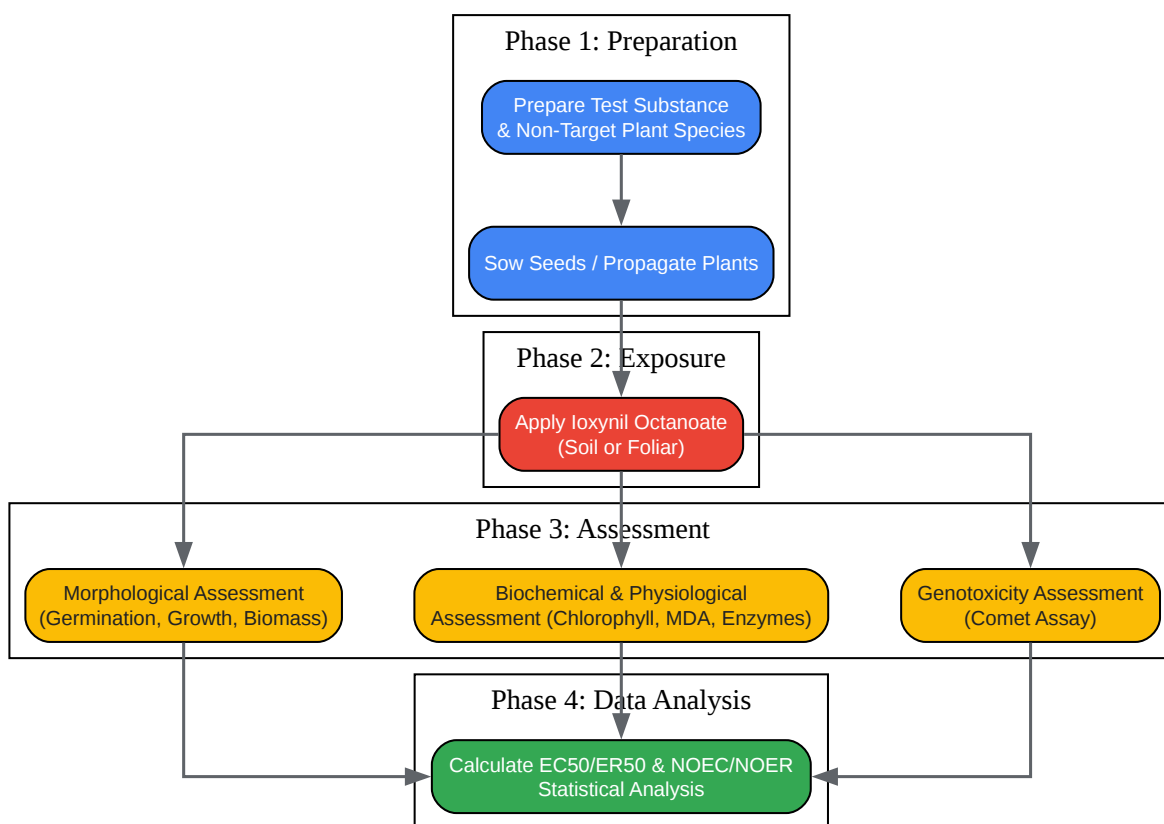 Phase 1: Preparation
Prepare Test Substance
& Non-Target Plant Species
Sow Seeds / Propagate Plants
Phase 2: Exposure
Apply Ioxynil Octanoate
(Soil or Foliar)
Phase 3: Assessment
Morphological Assessment
(Germination, Growth, Biomass)
Biochemical & Physiological
Assessment (Chlorophyll, MDA, Enzymes)
Genotoxicity Assessment
(Comet Assay)
Phase 4: Data Analysis
Calculate EC50/ER50 & NOEC/NOER
Statistical Analysis